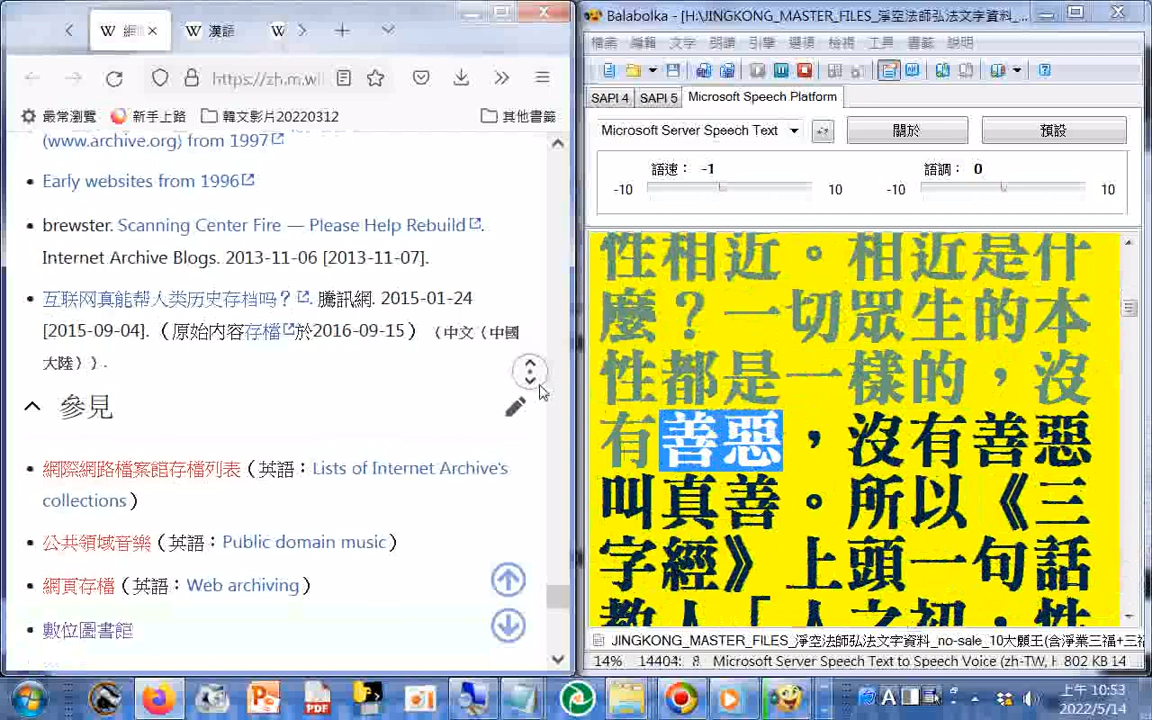 漢語
https://zh.m.wi
最常瀏覽
新手上路
韓文影片20220312
其他書籤
(www.archive.org) from 1997
Early websites from 1996
brewster. Scanning Center Fire — Please Help Rebuild.
Internet Archive Blogs. 2013-11-06 [2013-11-07].
互联网真能帮人类历史存档吗？. 騰訊網. 2015-01-24
[2015-09-04]. （原始内容存檔於2016-09-15）（中文（中國
大陸））.
參見
網際網路檔案館存檔列表（英語：Lists of Internet Archive's
collections）
公共領域音樂（英語：Public domain music）
網頁存檔（英語：Web archiving）
數位圖書館
Balabolka - [H:\JINGKONG_MASTER_FILES_淨空法師弘法文字資料_...
檔案 編輯 文字 朗讀 引擎 選項 檢視 工具 書籤 說明
SAPI 4 SAPI 5 Microsoft Speech Platform
Microsoft Server Speech Text 關於 預設
語速： -1 語調： 0
-10 10 -10 10
性相近。相近是什
麼？一切眾生的本
性都是一樣的，沒
有善惡，沒有善惡
叫真善。所以《三
字經》上頭一句話
教人「人之初，性
JINGKONG_MASTER_FILES_淨空法師弘法文字資料_no-sale_10大願王(含淨業三福+三福
14% 14404: 8 Microsoft Server Speech Text to Speech Voice (zh-TW, H 802 KB 14
上午 10:53
2022/5/14